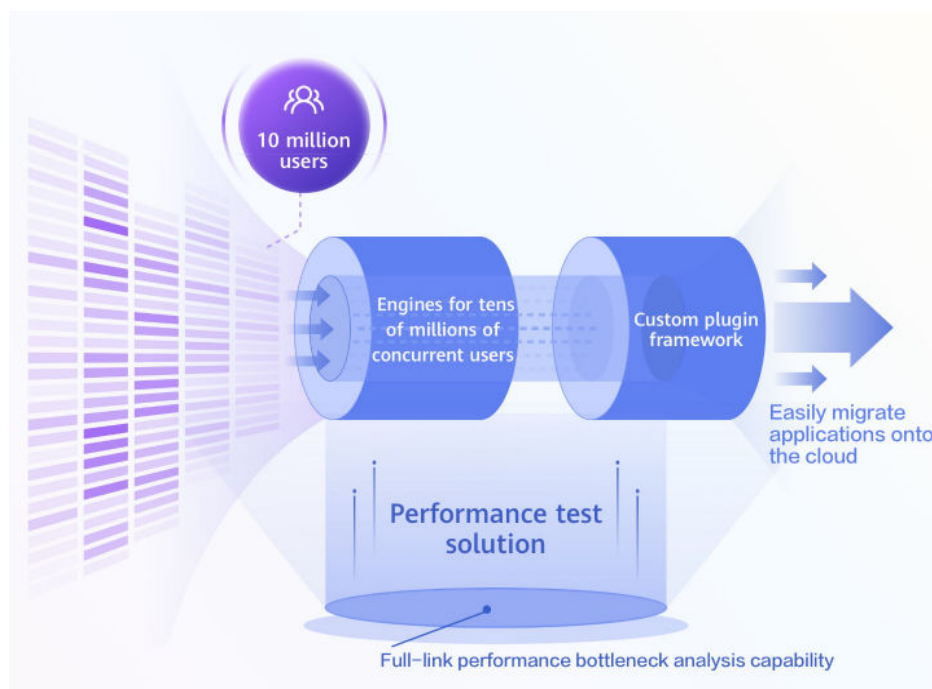 10 million
users
Engines for tens
of millions of
concurrent users
Custom plugin
framework
Easily migrate
applications onto
the cloud
Performance test
solution
Full-link performance bottleneck analysis capability